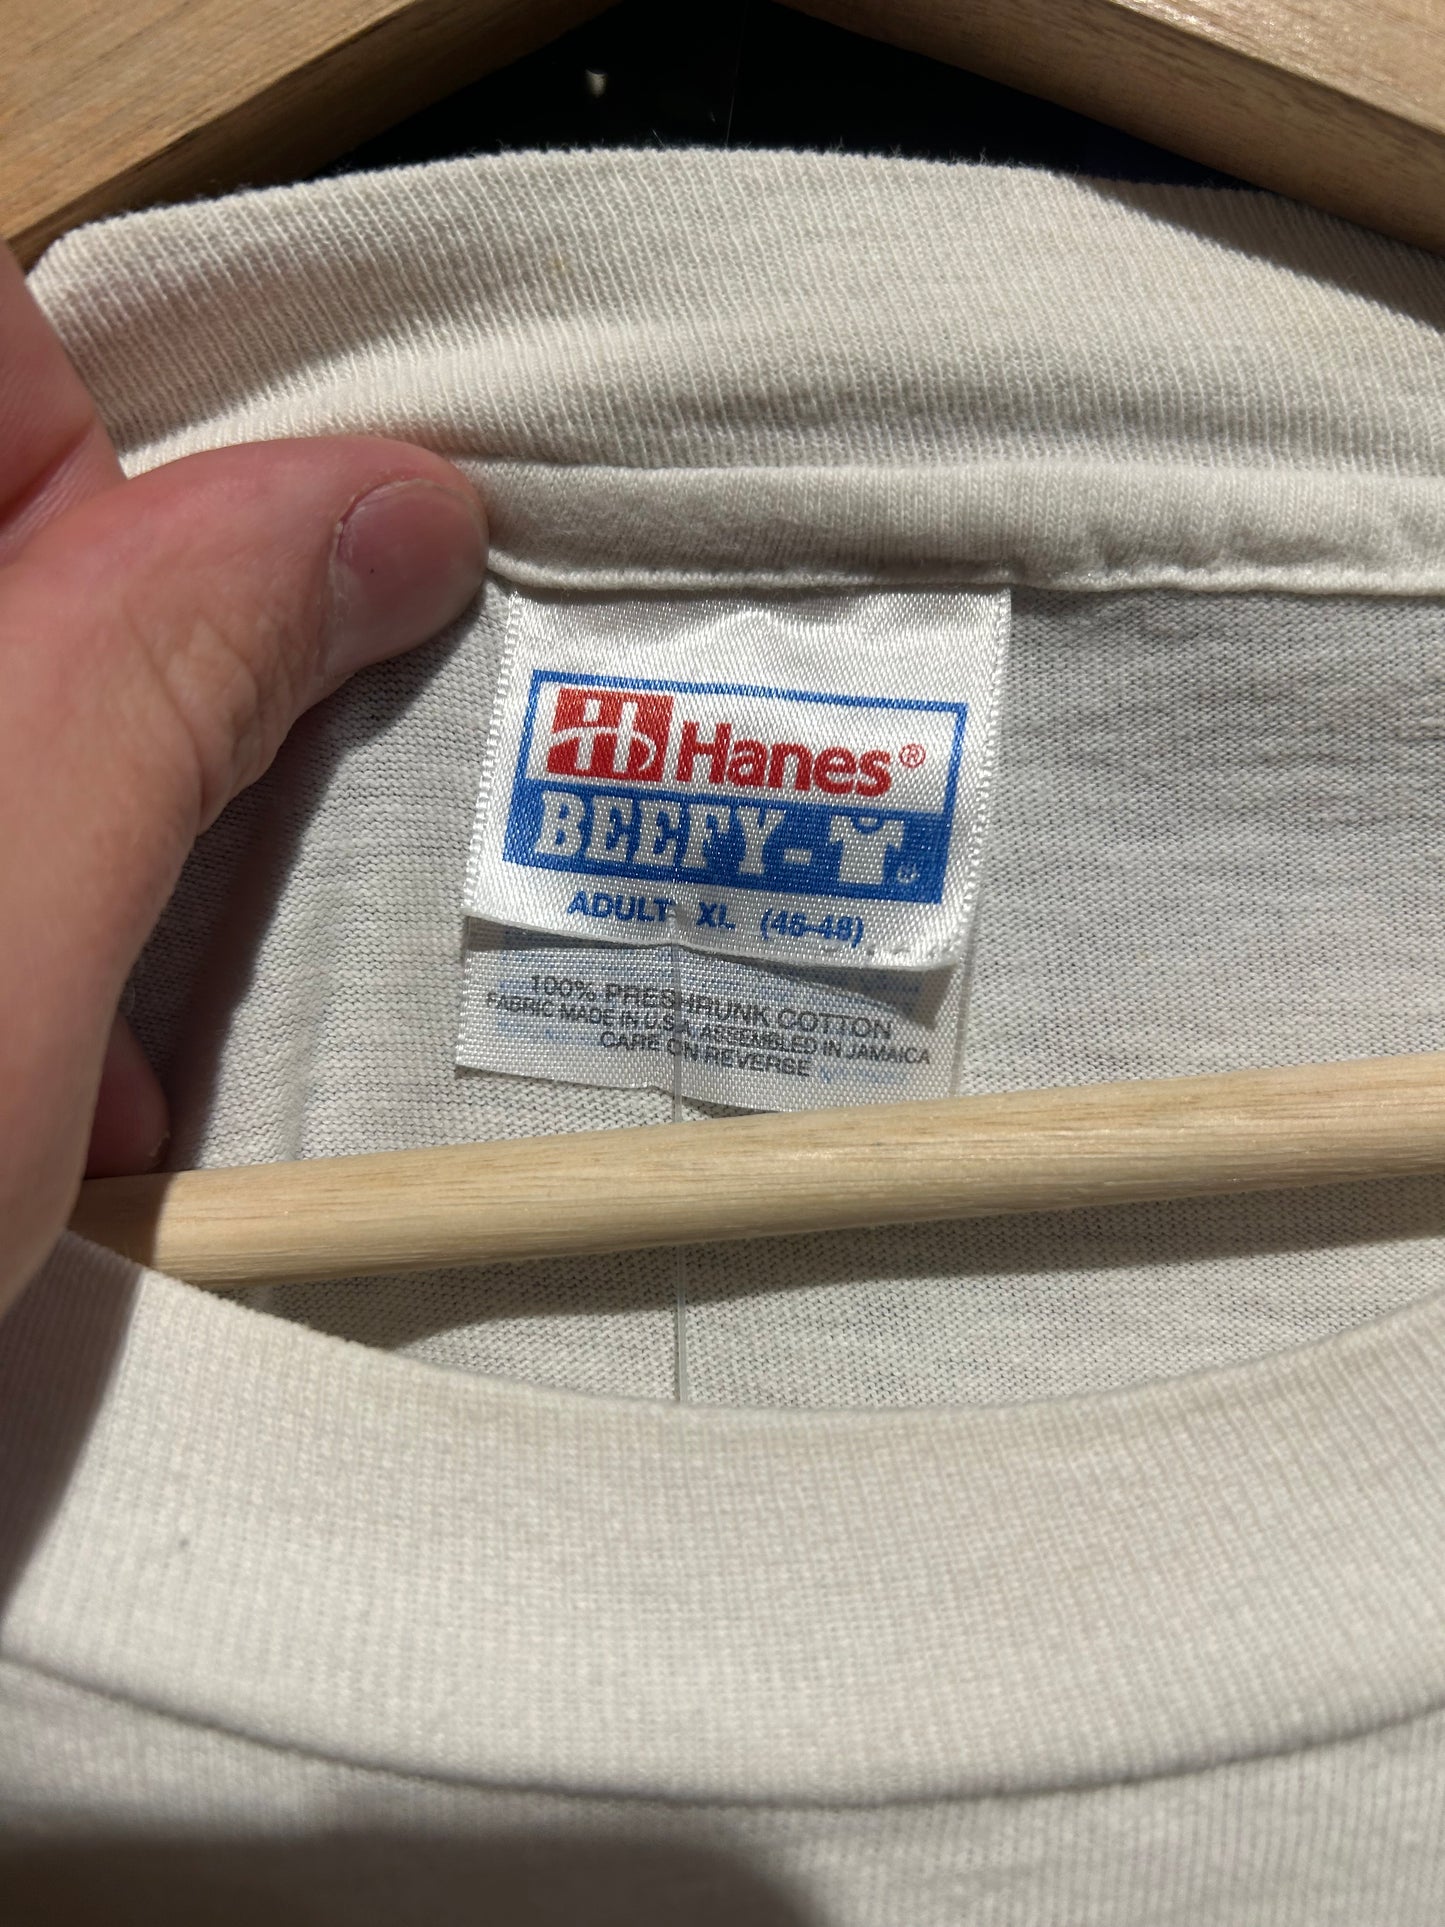 Hanes®
BEEFY-T
ADULT XL (46-48)
100% PRESHRUNK COTTON
FABRIC MADE IN U.S.A. ASSEMBLED IN JAMAICA
CARE ON REVERSE